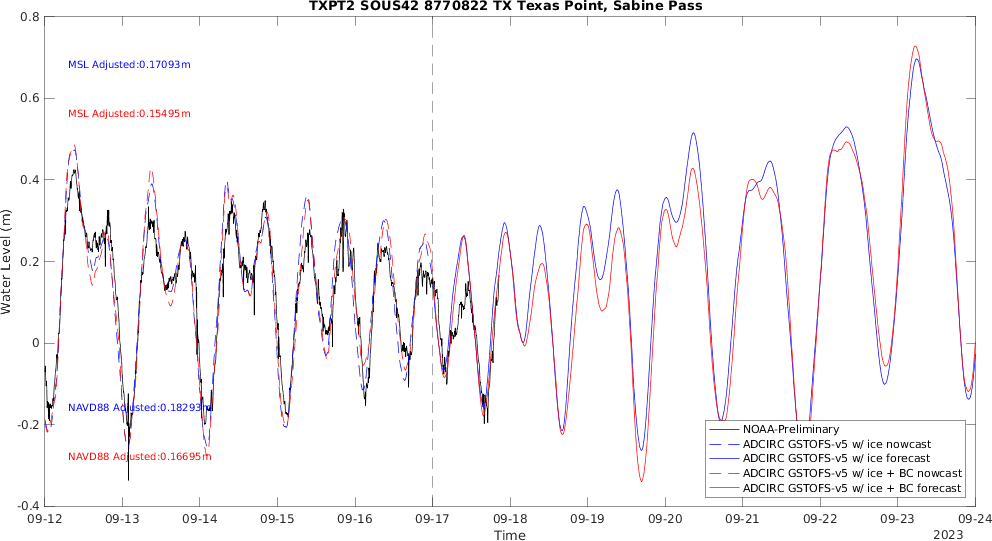 TXPT2 SOUS42 8770822 TX Texas Point, Sabine Pass
0.8
0.6
0.4
0.2
0
-0.2
-0.4
Water Level (m)
MSL Adjusted:0.17093m
MSL Adjusted:0.15495m
NAVD88 Adjusted:0.18293m
NAVD88 Adjusted:0.16695m
NOAA-Preliminary
ADCIRC GSTOFS-v5 w/ ice nowcast
ADCIRC GSTOFS-v5 w/ ice forecast
ADCIRC GSTOFS-v5 w/ ice + BC nowcast
ADCIRC GSTOFS-v5 w/ ice + BC forecast
09-12 09-13 09-14 09-15 09-16 09-17 09-18 09-19 09-20 09-21 09-22 09-23 09-24
Time
2023